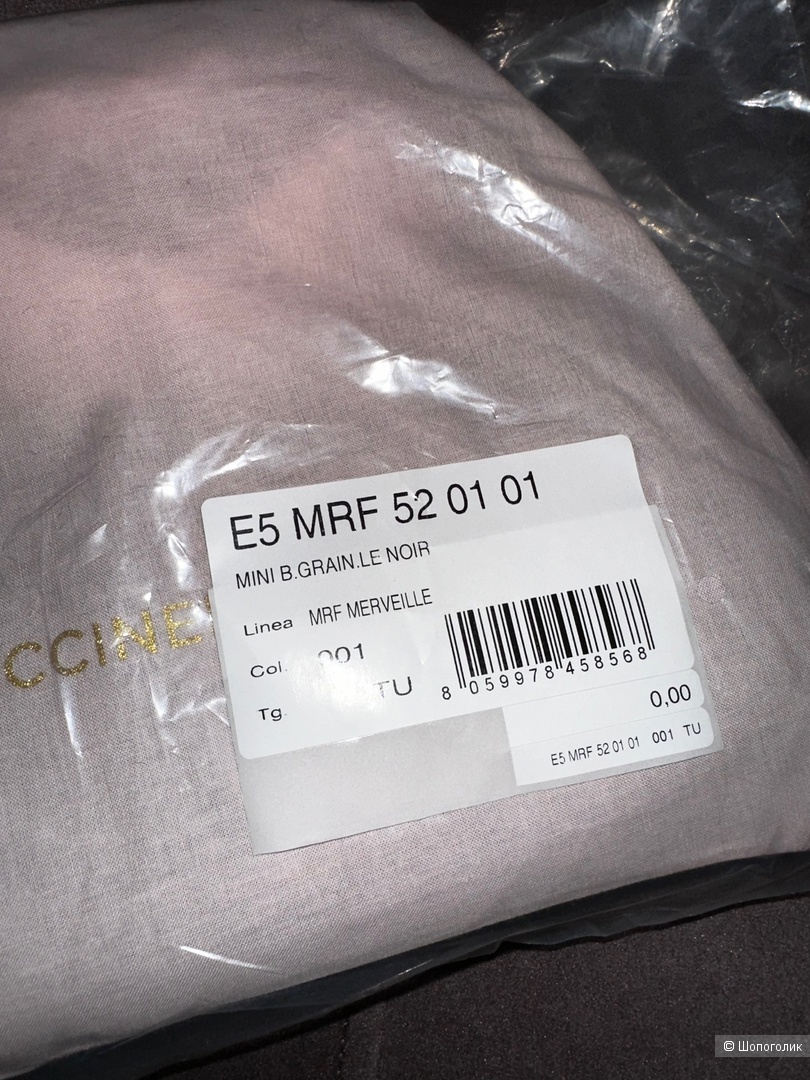 E5 MRF 52 01 01
MINI B.GRAIN.LE NOIR
Linea MRF MERVEILLE
Col. 001
Tg. TU
8 059978 458568
0,00
E5 MRF 52 01 01 001 TU
CCINE
© Шопоголик